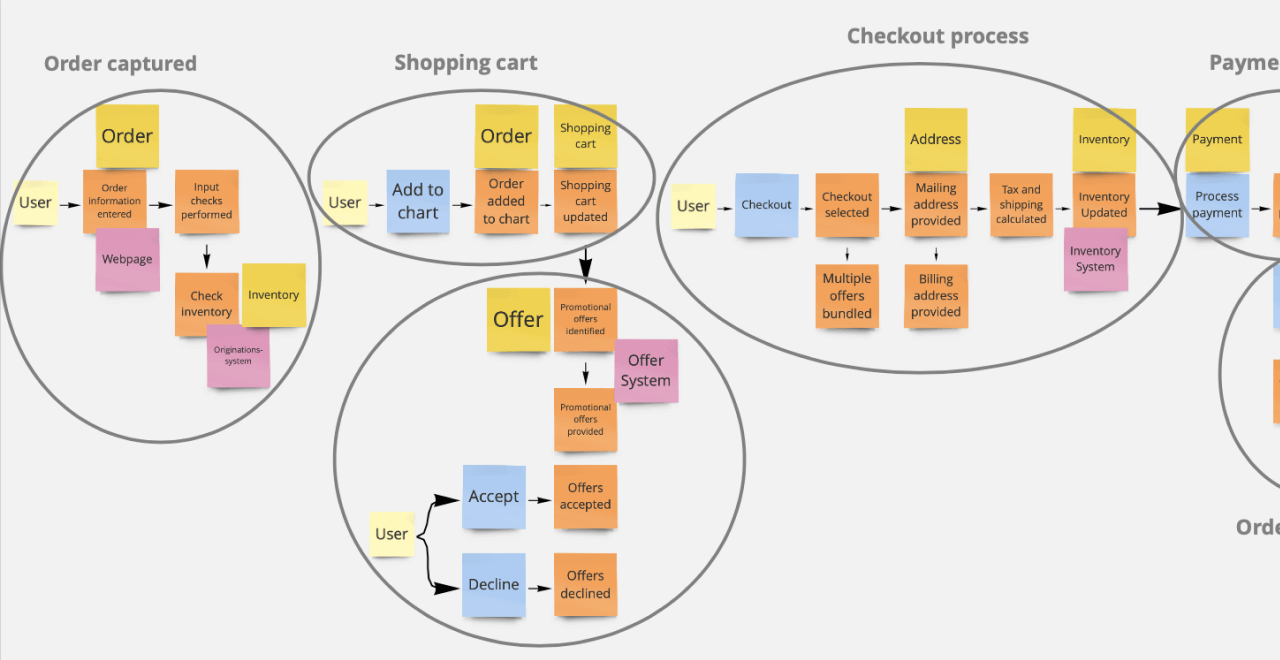 Order captured
Order
User
Order
information
entered
Input
checks
performed
Webpage
Check
inventory
Inventory
Originations-
system
Shopping cart
Order
Shopping
cart
User
Add to
chart
Order
added
to chart
Shopping
cart
updated
Offer
Promotional
offers
identified
Offer
System
Promotional
offers
provided
User
Accept
Offers
accepted
Decline
Offers
declined
Checkout process
Address
Inventory
User
Checkout
Checkout
selected
Mailing
address
provided
Tax and
shipping
calculated
Inventory
Updated
Inventory
System
Multiple
offers
bundled
Billing
address
provided
Payme
Payment
Process
payment
Orde